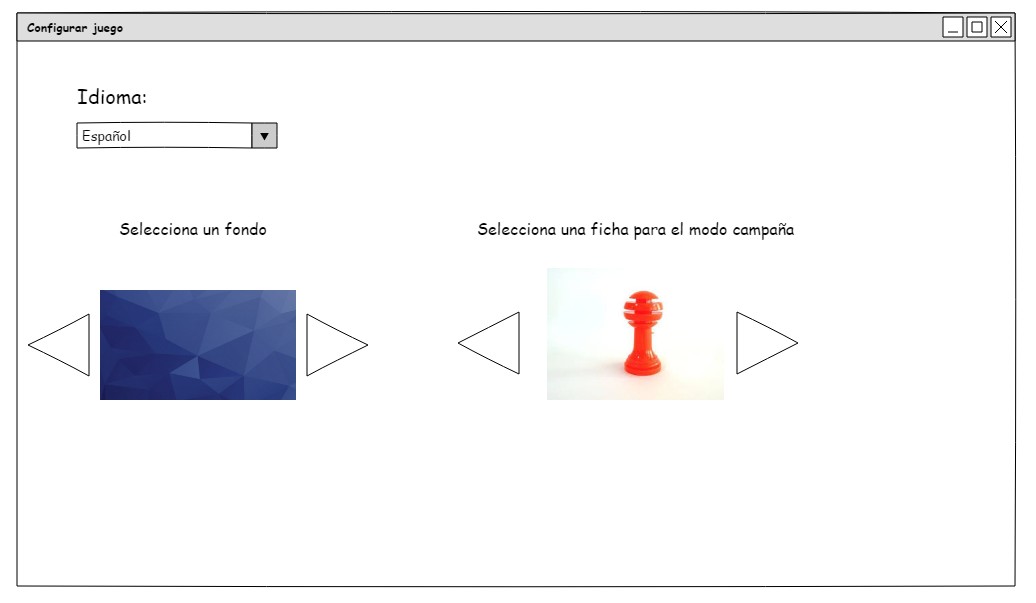 Configurar juego
Idioma:
Español
Selecciona un fondo
Selecciona una ficha para el modo campaña